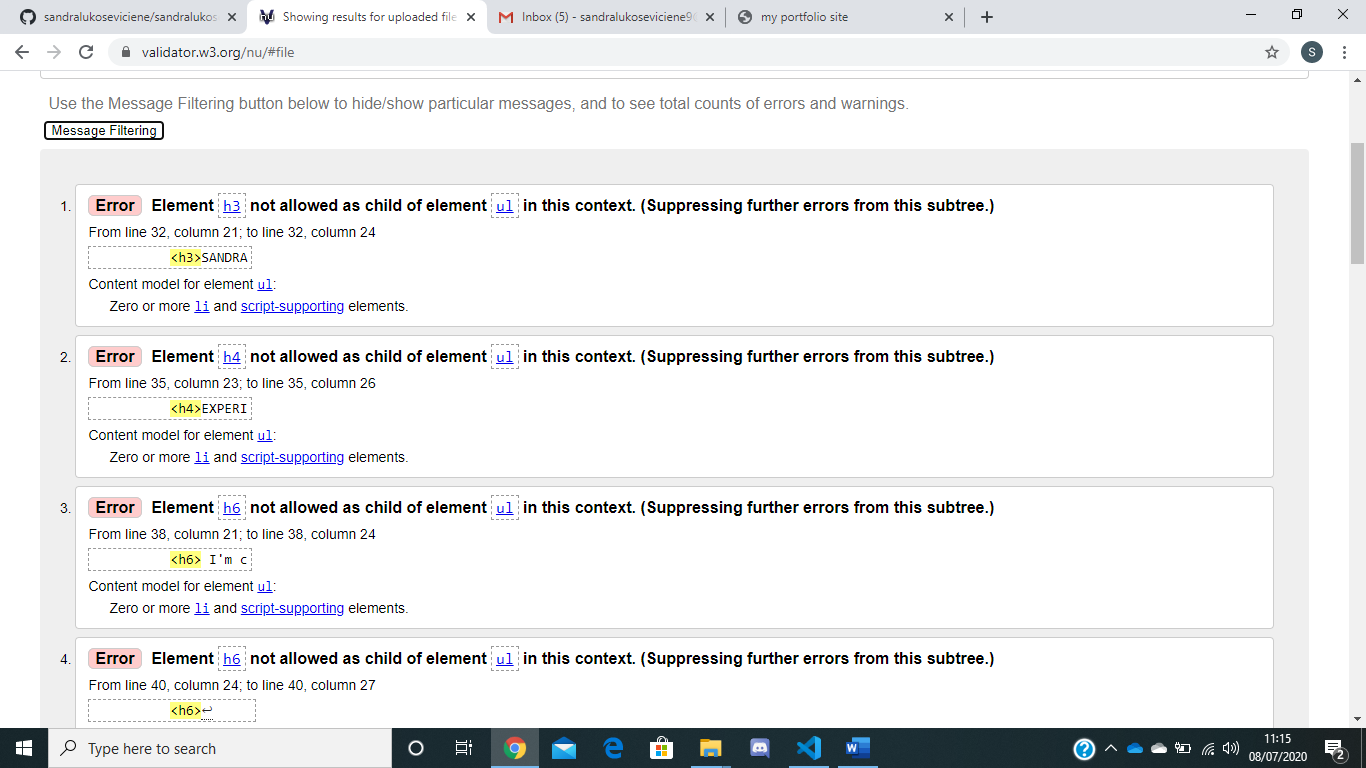 sandralukoseviciene/sandralukos
Showing results for uploaded file
Inbox (5) - sandralukoseviciene90
my portfolio site
validator.w3.org/nu/#file
S
Use the Message Filtering button below to hide/show particular messages, and to see total counts of errors and warnings.
Message Filtering
1. Error Element h3 not allowed as child of element ul in this context. (Suppressing further errors from this subtree.)
From line 32, column 21; to line 32, column 24
<h3>SANDRA
Content model for element ul:
Zero or more li and script-supporting elements.
2. Error Element h4 not allowed as child of element ul in this context. (Suppressing further errors from this subtree.)
From line 35, column 23; to line 35, column 26
<h4>EXPERI
Content model for element ul:
Zero or more li and script-supporting elements.
3. Error Element h6 not allowed as child of element ul in this context. (Suppressing further errors from this subtree.)
From line 38, column 21; to line 38, column 24
<h6> I'm c
Content model for element ul:
Zero or more li and script-supporting elements.
4. Error Element h6 not allowed as child of element ul in this context. (Suppressing further errors from this subtree.)
From line 40, column 24; to line 40, column 27
<h6>↩
Type here to search
11:15
08/07/2020
2